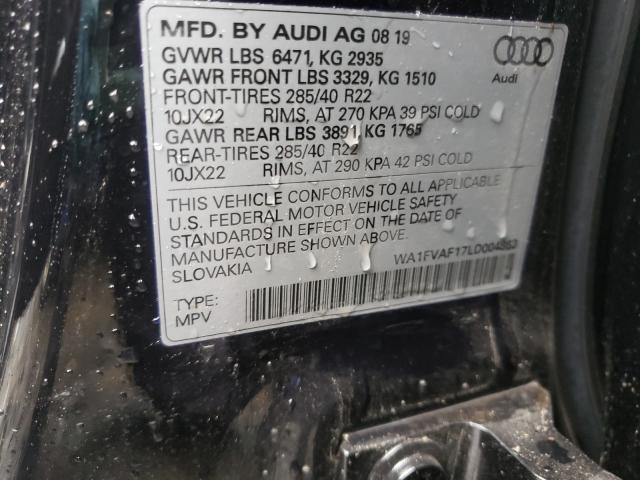 MFD. BY AUDI AG 08 19
GVWR LBS 6471, KG 2935
GAWR FRONT LBS 3329, KG 1510
FRONT-TIRES 285/40 R22
10JX22 RIMS, AT 270 KPA 39 PSI COLD
GAWR REAR LBS 3891, KG 1765
REAR-TIRES 285/40 R22
10JX22 RIMS, AT 290 KPA 42 PSI COLD
Audi
THIS VEHICLE CONFORMS TO ALL APPLICABLE
U.S. FEDERAL MOTOR VEHICLE SAFETY
STANDARDS IN EFFECT ON THE DATE OF
MANUFACTURE SHOWN ABOVE.
SLOVAKIA
TYPE:
MPV